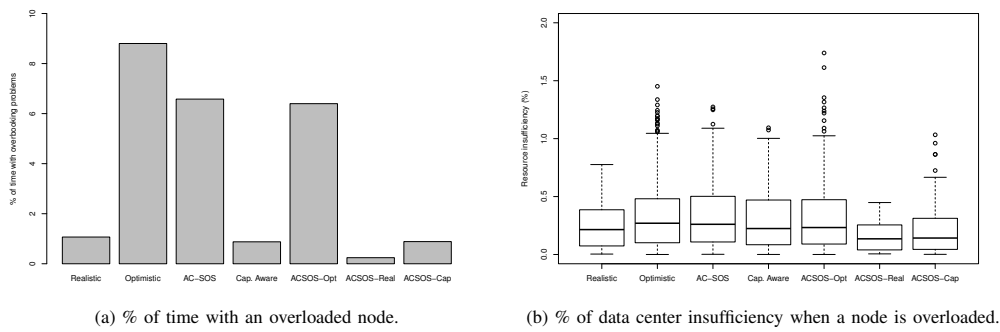 % of time with overbooking problems
10
8
6
4
2
0
Realistic
Optimistic
AC-SOS
Cap. Aware
ACSOS-Opt
ACSOS-Real
ACSOS-Cap
(a) % of time with an overloaded node.
Resource insufficiency (%)
2.0
1.5
1.0
0.5
0.0
Realistic
Optimistic
AC-SOS
Cap. Aware
ACSOS-Opt
ACSOS-Real
ACSOS-Cap
(b) % of data center insufficiency when a node is overloaded.